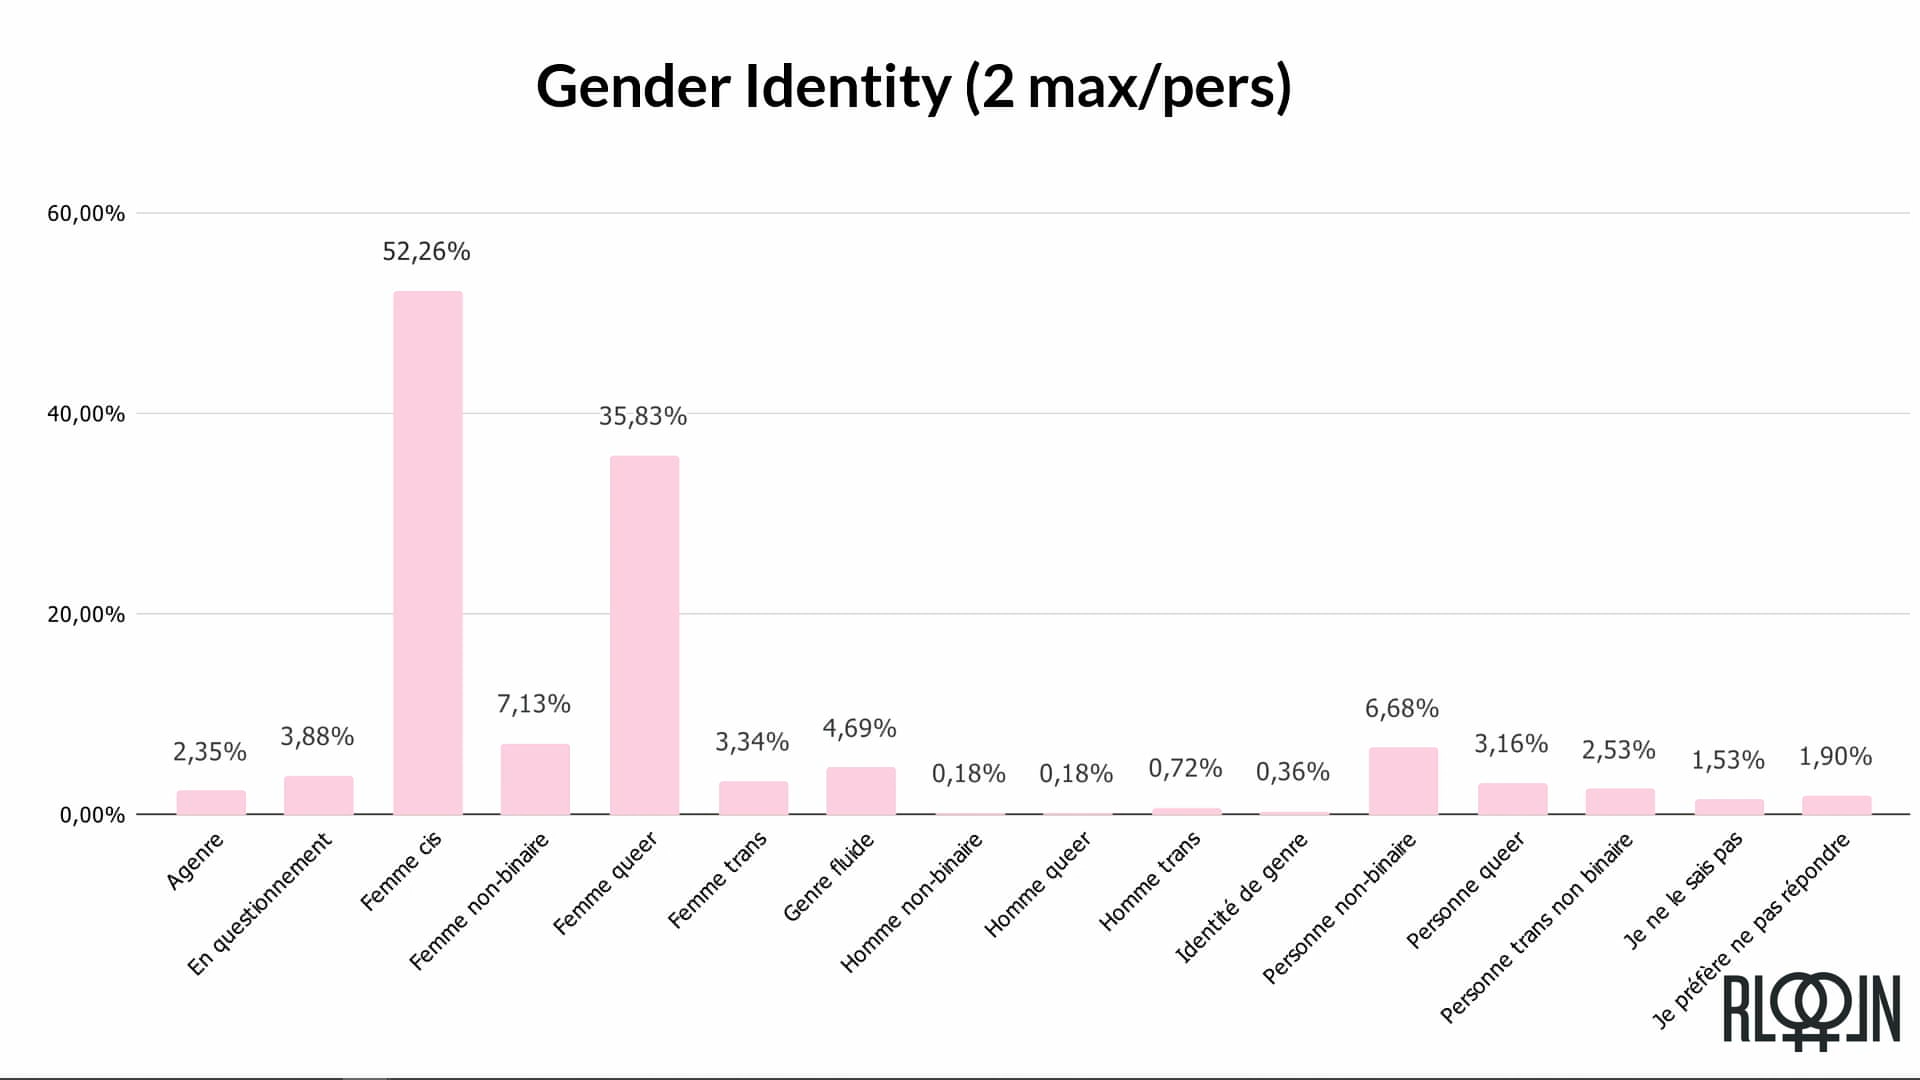 Gender Identity (2 max/pers)
60,00%
40,00%
20,00%
0,00%
2,35%
3,88%
52,26%
7,13%
35,83%
3,34%
4,69%
0,18%
0,18%
0,72%
0,36%
6,68%
3,16%
2,53%
1,53%
1,90%
Agenre
En questionnement
Femme cis
Femme non-binaire
Femme queer
Femme trans
Genre fluide
Homme non-binaire
Homme queer
Homme trans
Identité de genre
Personne non-binaire
Personne queer
Personne trans non binaire
Je ne le sais pas
Je préfère ne pas répondre